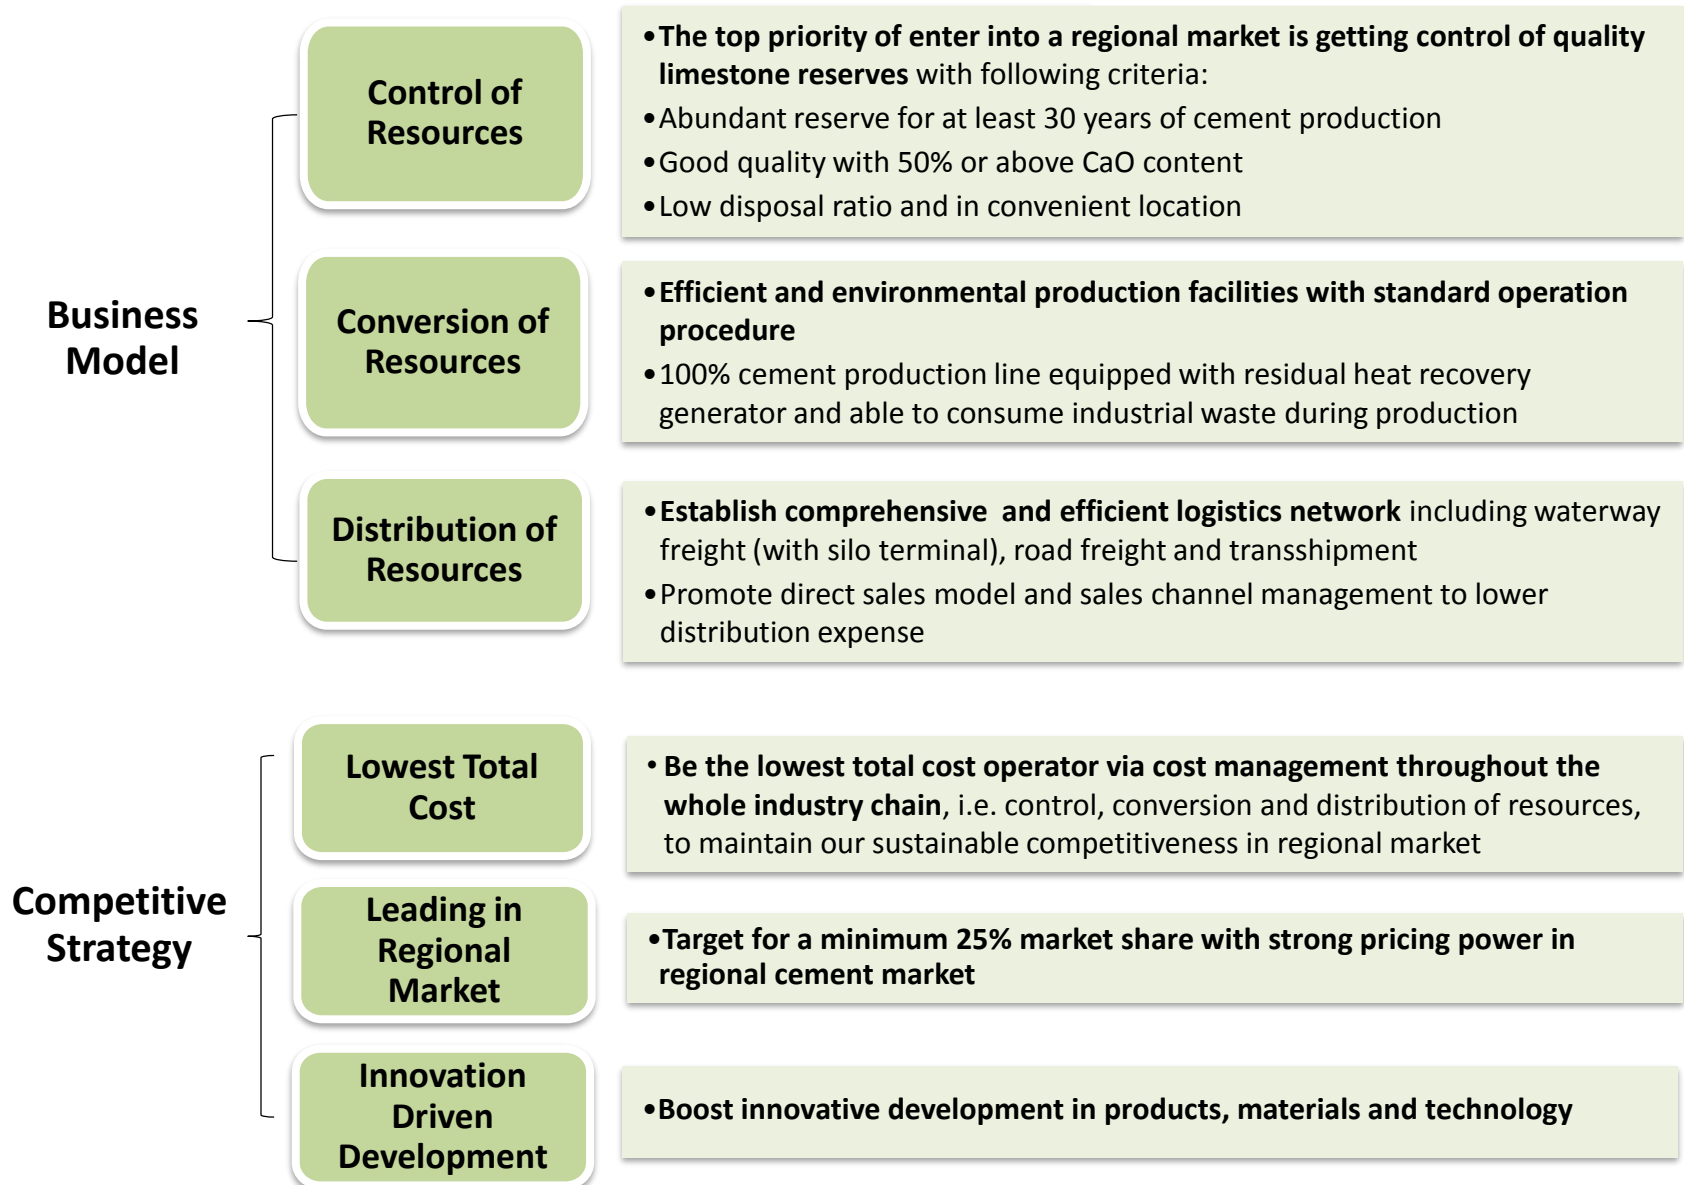 Business
Model
Control of
Resources
•The top priority of enter into a regional market is getting control of quality
limestone reserves with following criteria:
•Abundant reserve for at least 30 years of cement production
•Good quality with 50% or above CaO content
•Low disposal ratio and in convenient location
Conversion of
Resources
•Efficient and environmental production facilities with standard operation
procedure
•100% cement production line equipped with residual heat recovery
generator and able to consume industrial waste during production
Distribution of
Resources
•Establish comprehensive  and efficient logistics network including waterway
freight (with silo terminal), road freight and transshipment
•Promote direct sales model and sales channel management to lower
distribution expense
Competitive
Strategy
Lowest Total
Cost
• Be the lowest total cost operator via cost management throughout the
whole industry chain, i.e. control, conversion and distribution of resources,
to maintain our sustainable competitiveness in regional market
Leading in
Regional
Market
•Target for a minimum 25% market share with strong pricing power in
regional cement market
Innovation
Driven
Development
•Boost innovative development in products, materials and technology